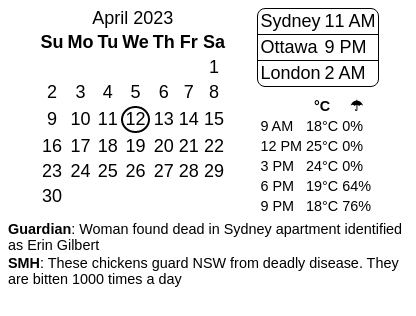 April 2023
Su Mo Tu We Th Fr Sa
1
2 3 4 5 6 7 8
9 10 11 12 13 14 15
16 17 18 19 20 21 22
23 24 25 26 27 28 29
30
Sydney 11 AM
Ottawa 9 PM
London 2 AM
°C ☂
9 AM 18°C 0%
12 PM 25°C 0%
3 PM 24°C 0%
6 PM 19°C 64%
9 PM 18°C 76%
Guardian: Woman found dead in Sydney apartment identified
as Erin Gilbert
SMH: These chickens guard NSW from deadly disease. They
are bitten 1000 times a day